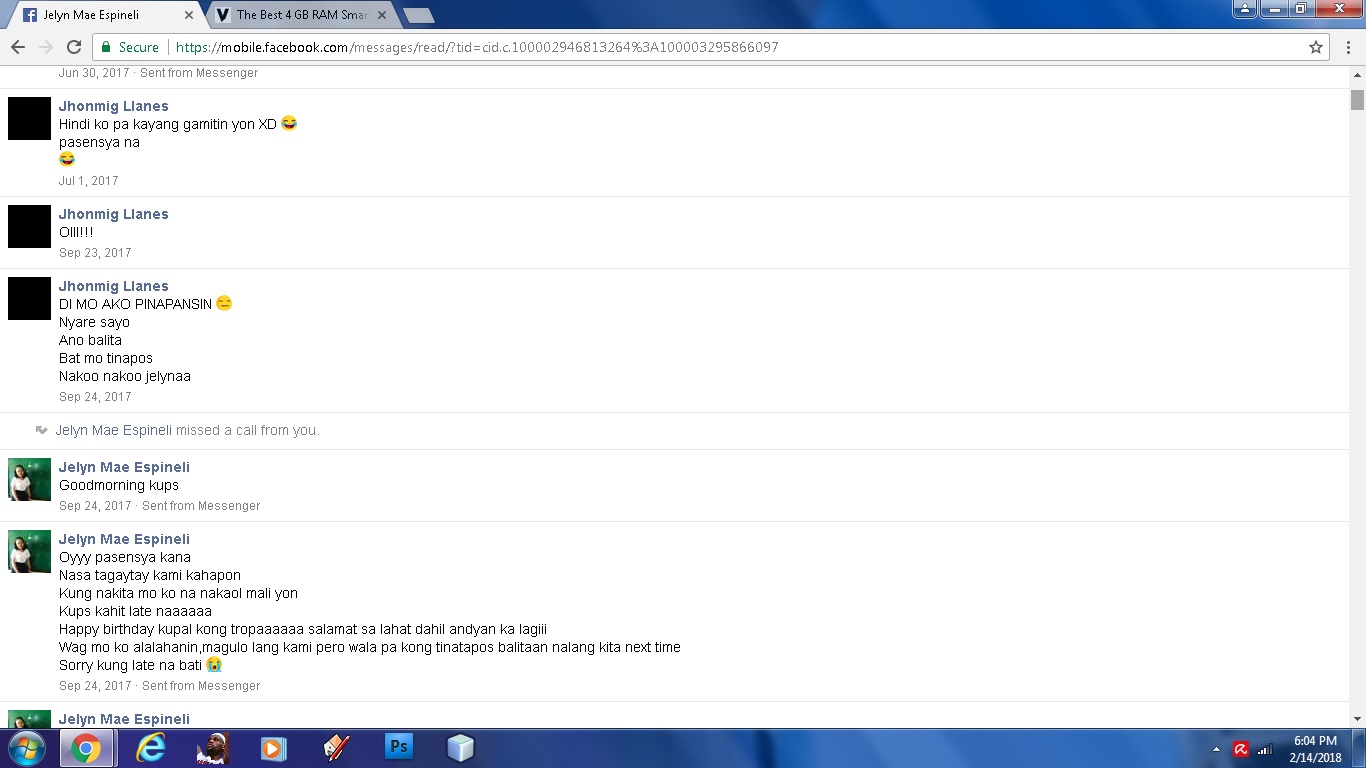 Jelyn Mae Espineli
The Best 4 GB RAM Smar
Secure
https://mobile.facebook.com/messages/read/?tid=cid.c.100002946813264%3A100003295866097
Jun 30, 2017 · Sent from Messenger
Jhonmig Llanes
Hindi ko pa kayang gamitin yon XD 😂
pasensya na
😂
Jul 1, 2017
Jhonmig Llanes
OIII!!!
Sep 23, 2017
Jhonmig Llanes
DI MO AKO PINAPANSIN 😑
Nyare sayo
Ano balita
Bat mo tinapos
Nakoo nakoo jelynaa
Sep 24, 2017
Jelyn Mae Espineli missed a call from you.
Jelyn Mae Espineli
Goodmorning kups
Sep 24, 2017 · Sent from Messenger
Jelyn Mae Espineli
Oyyy pasensya kana
Nasa tagaytay kami kahapon
Kung nakita mo ko na nakaol mali yon
Kups kahit late naaaaaa
Happy birthday kupal kong tropaaaaaa salamat sa lahat dahil andyan ka lagiii
Wag mo ko alalahanin,magulo lang kami pero wala pa kong tinatapos balitaan nalang kita next time
Sorry kung late na bati 😭
Sep 24, 2017 · Sent from Messenger
Jelyn Mae Espineli
Ps
6:04 PM
2/14/2018